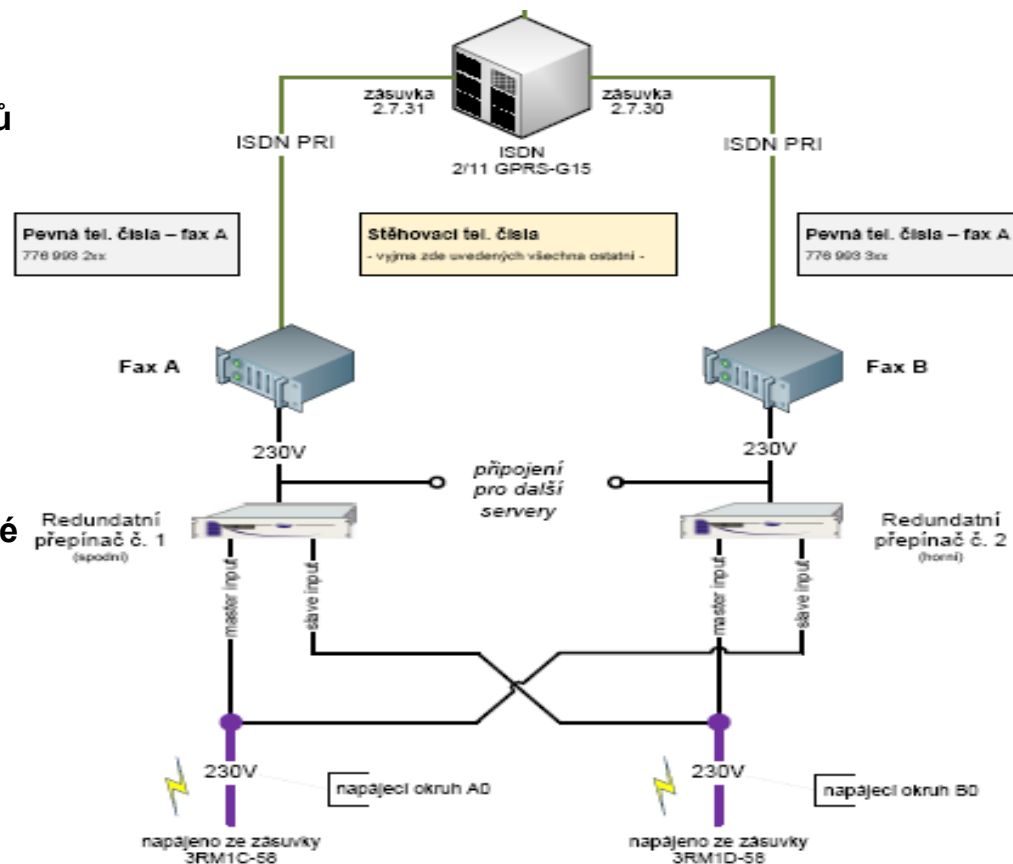 ů
zásuvka
2.7.31
zásuvka
2.7.30
ISDN PRI
ISDN PRI
ISDN
2/11 GPRS-G15
Pevná tel. čísla – fax A
776 993 2xx
Stěhovací tel. čísla
- vyjma zde uvedených všechna ostatní -
Pevná tel. čísla – fax A
776 993 3xx
Fax A
Fax B
230V
230V
připojení
pro další
servery
é
Redundatní
přepínač č. 1
(spodní)
Redundatní
přepínač č. 2
(horní)
master input
slave input
master input
slave input
230V
napájecí okruh A0
230V
napájecí okruh B0
napájeno ze zásuvky
3RM1C-58
napájeno ze zásuvky
3RM1D-58